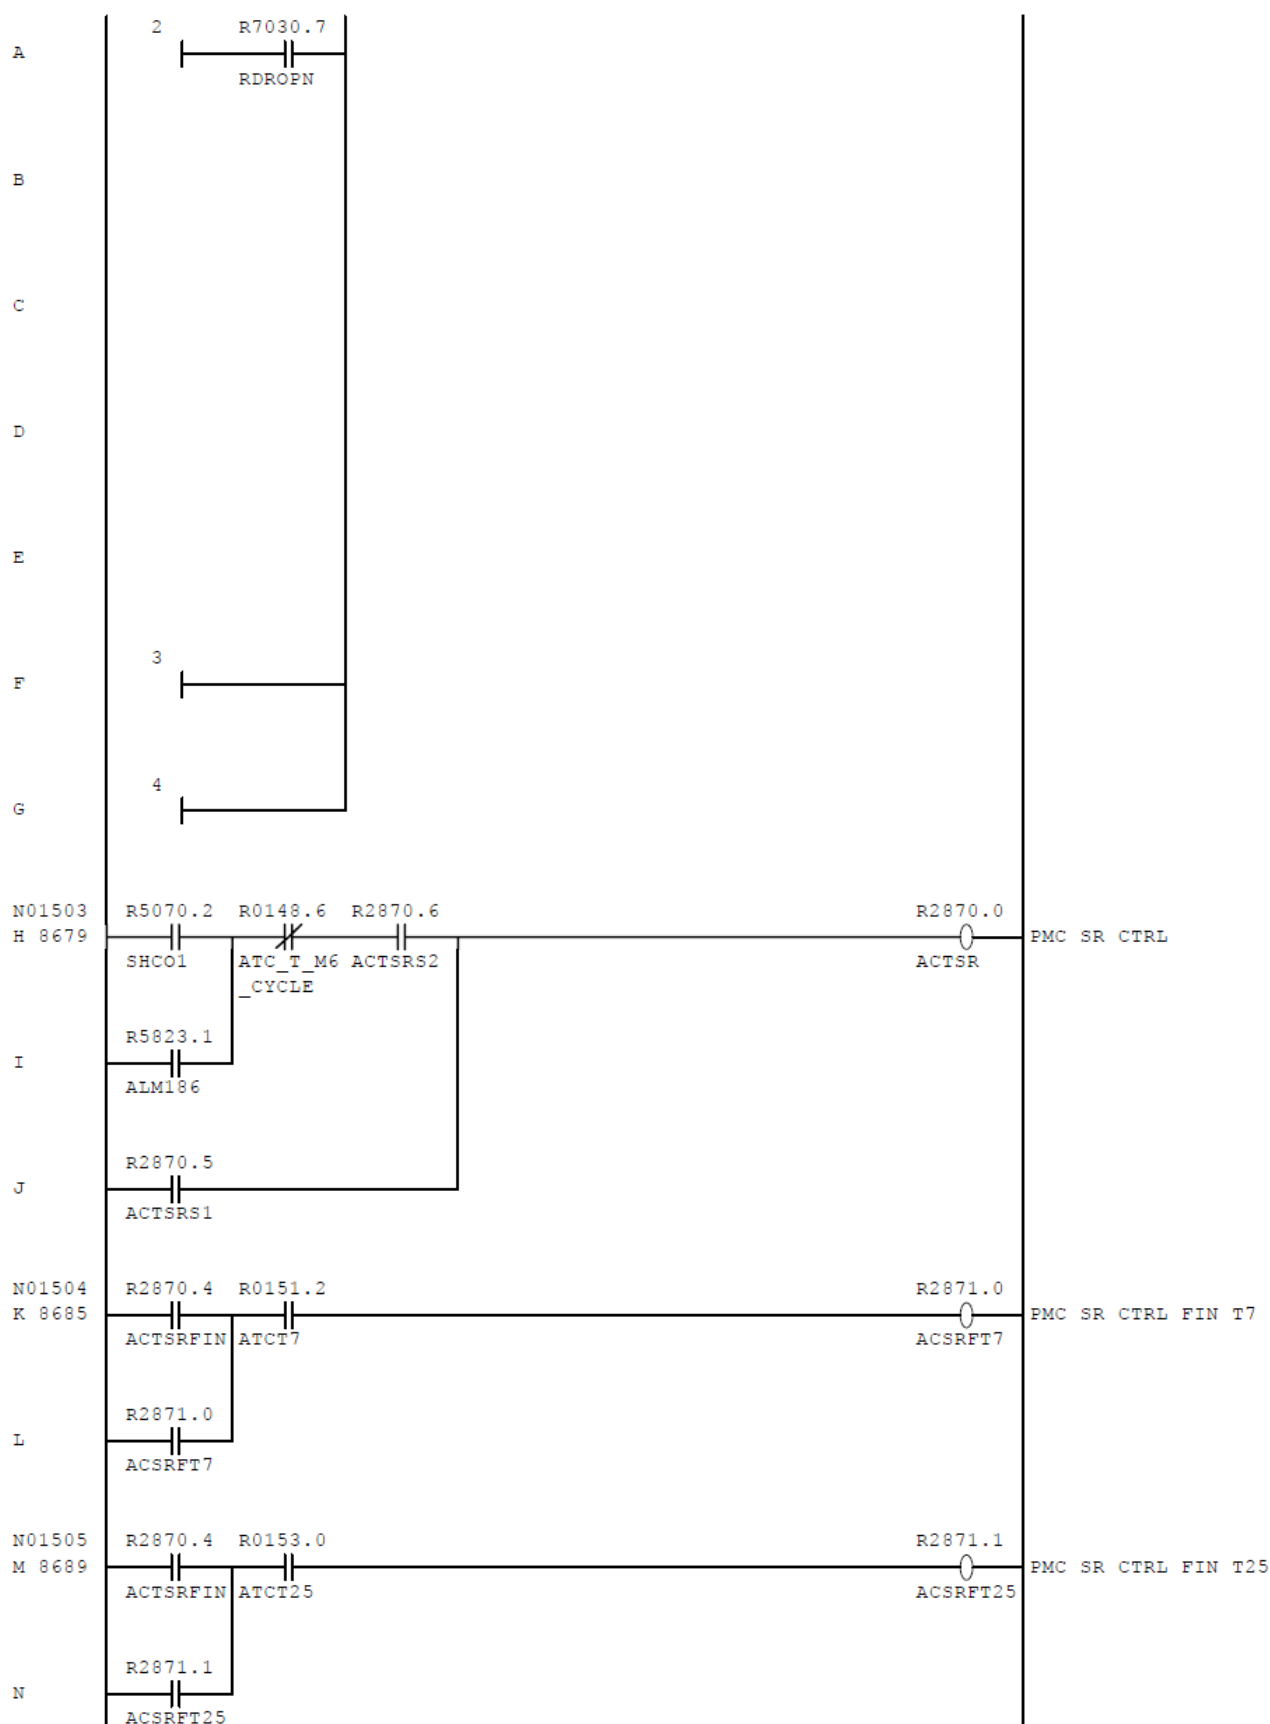 2 R7030.7
A
RDROPN
B
C
D
E
3
F
4
G
N01503 R5070.2 R0148.6 R2870.6 R2870.0
H 8679 PMC SR CTRL
SHCO1 ATC_T_M6 ACTSRS2 ACTSR
_CYCLE
R5823.1
I
ALM186
R2870.5
J
ACTSRS1
N01504 R2870.4 R0151.2 R2871.0
K 8685 PMC SR CTRL FIN T7
ACTSRFIN ATCT7 ACSRFT7
R2871.0
L
ACSRFT7
N01505 R2870.4 R0153.0 R2871.1
M 8689 PMC SR CTRL FIN T25
ACTSRFIN ATCT25 ACSRFT25
R2871.1
N
ACSRFT25